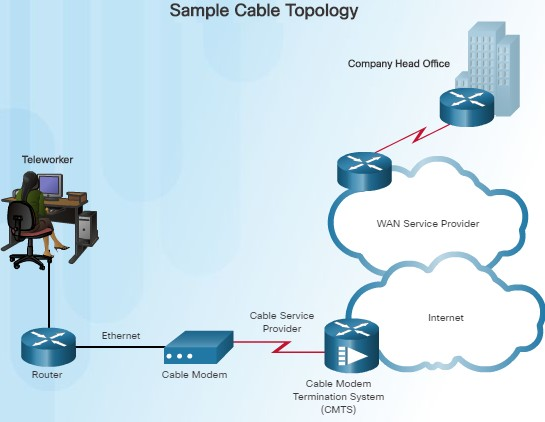 Sample Cable Topology
Company Head Office
Teleworker
WAN Service Provider
Internet
Cable Service
Provider
Ethernet
Router
Cable Modem
Cable Modem
Termination System
(CMTS)